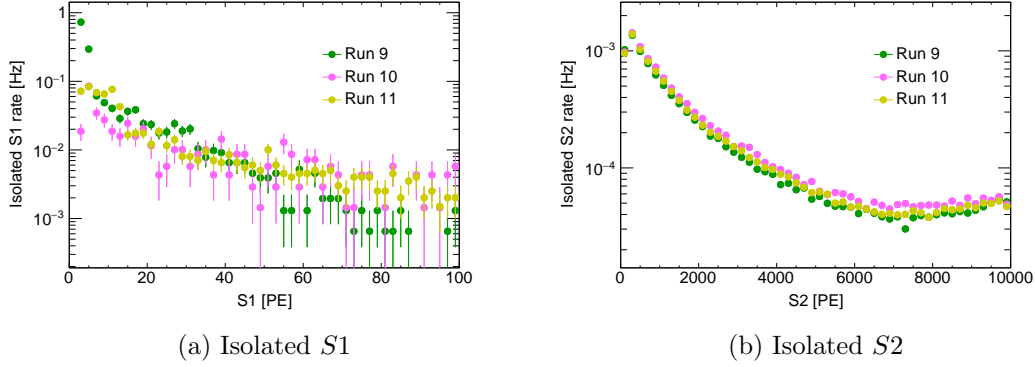 Isolated S1 rate [Hz]
1
10⁻¹
10⁻²
10⁻³
Run 9
Run 10
Run 11
0 20 40 60 80 100
S1 [PE]
(a) Isolated S1
Isolated S2 rate [Hz]
10⁻³
10⁻⁴
Run 9
Run 10
Run 11
0 2000 4000 6000 8000 10000
S2 [PE]
(b) Isolated S2